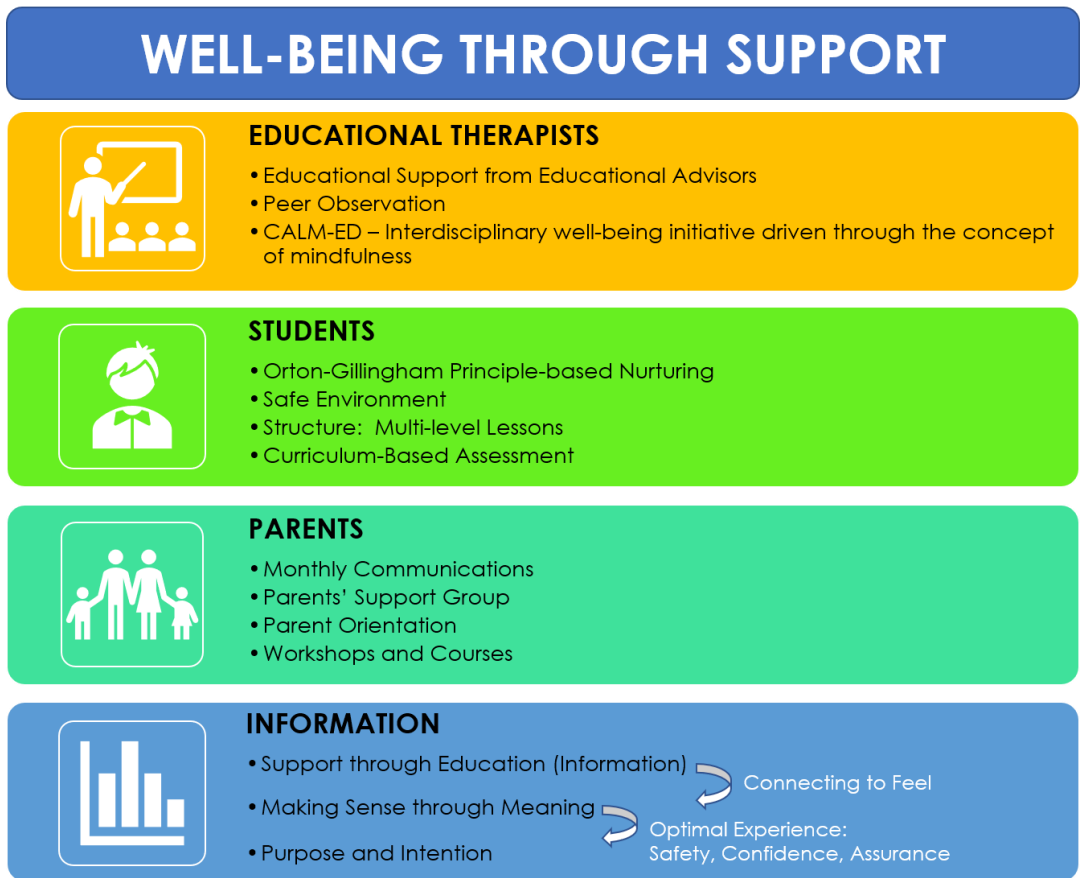 WELL-BEING THROUGH SUPPORT
EDUCATIONAL THERAPISTS
• Educational Support from Educational Advisors
• Peer Observation
• CALM-ED – Interdisciplinary well-being initiative driven through the concept
of mindfulness
STUDENTS
• Orton-Gillingham Principle-based Nurturing
• Safe Environment
• Structure:  Multi-level Lessons
• Curriculum-Based Assessment
PARENTS
• Monthly Communications
• Parents’ Support Group
• Parent Orientation
• Workshops and Courses
INFORMATION
• Support through Education (Information)
Connecting to Feel
• Making Sense through Meaning
Optimal Experience:
Safety, Confidence, Assurance
• Purpose and Intention